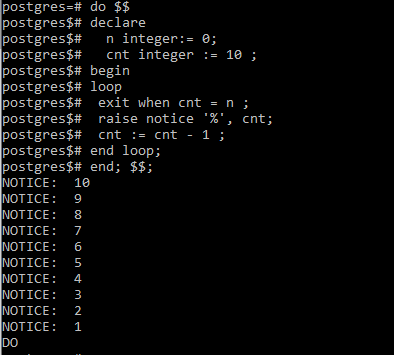 postgres=# do $$
postgres$# declare
postgres$#   n integer:= 0;
postgres$#   cnt integer := 10 ;
postgres$# begin
postgres$# loop
postgres$#  exit when cnt = n ;
postgres$#  raise notice '%', cnt;
postgres$#  cnt := cnt - 1 ;
postgres$# end loop;
postgres$# end; $$;
NOTICE:  10
NOTICE:  9
NOTICE:  8
NOTICE:  7
NOTICE:  6
NOTICE:  5
NOTICE:  4
NOTICE:  3
NOTICE:  2
NOTICE:  1
DO